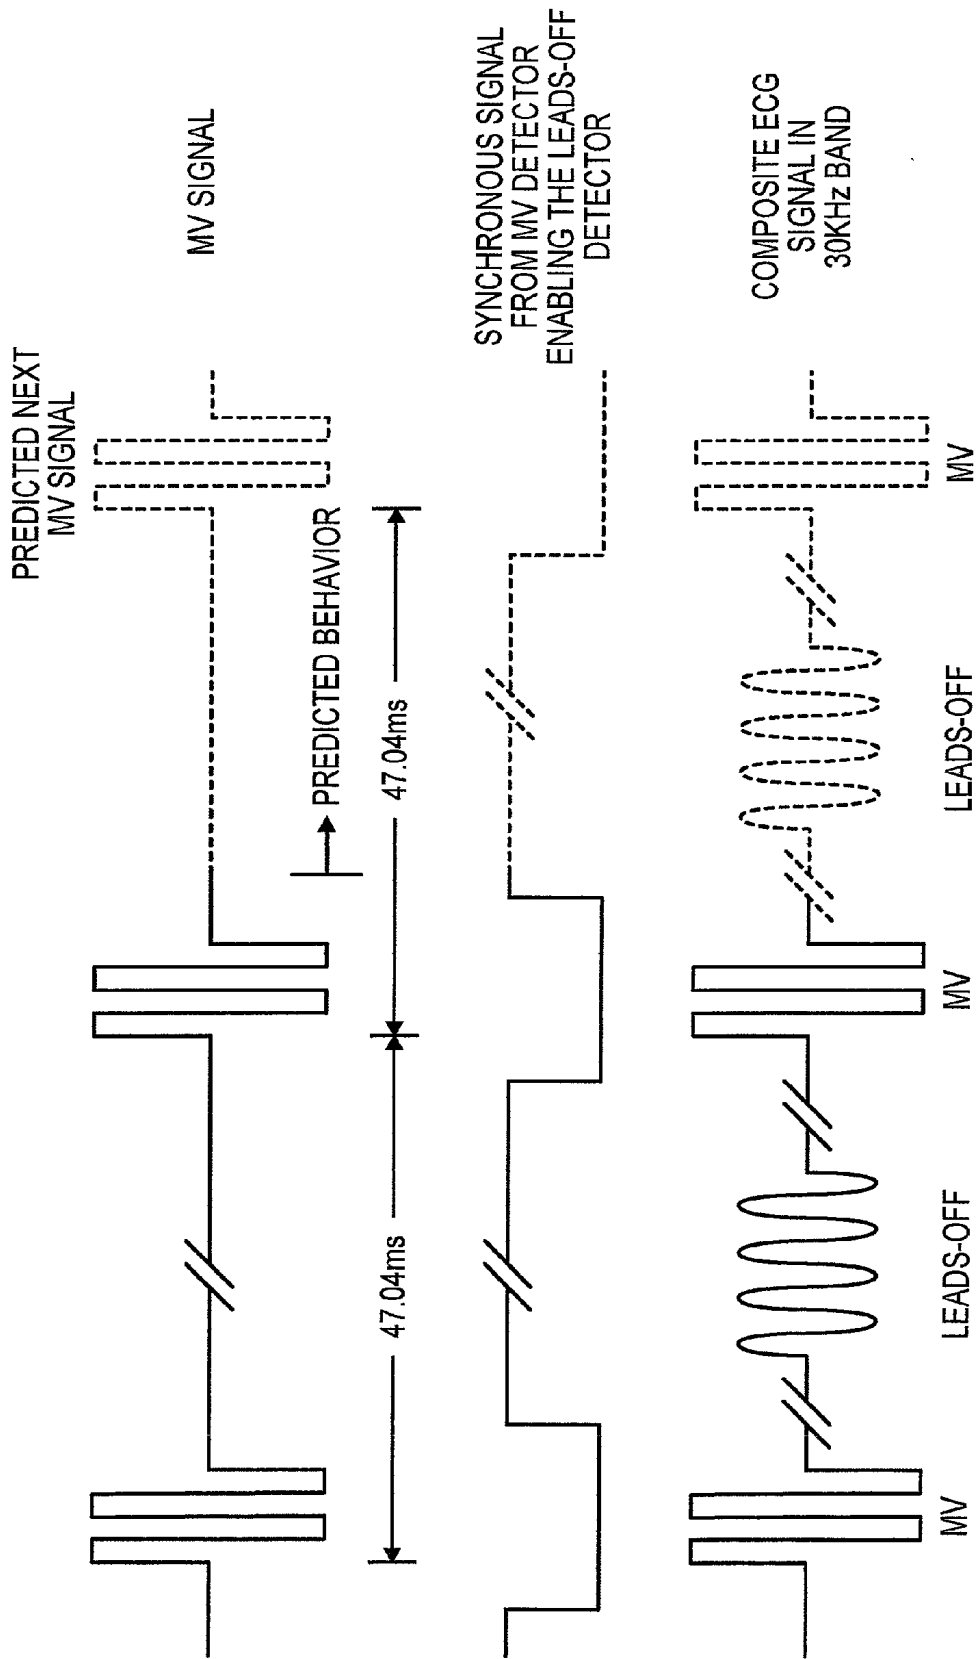 PREDICTED NEXT
MV SIGNAL
MV SIGNAL
PREDICTED BEHAVIOR
47.04ms
47.04ms
SYNCHRONOUS SIGNAL
FROM MV DETECTOR
ENABLING THE LEADS-OFF
DETECTOR
COMPOSITE ECG
SIGNAL IN
30KHz BAND
MV
LEADS-OFF
MV
LEADS-OFF
MV